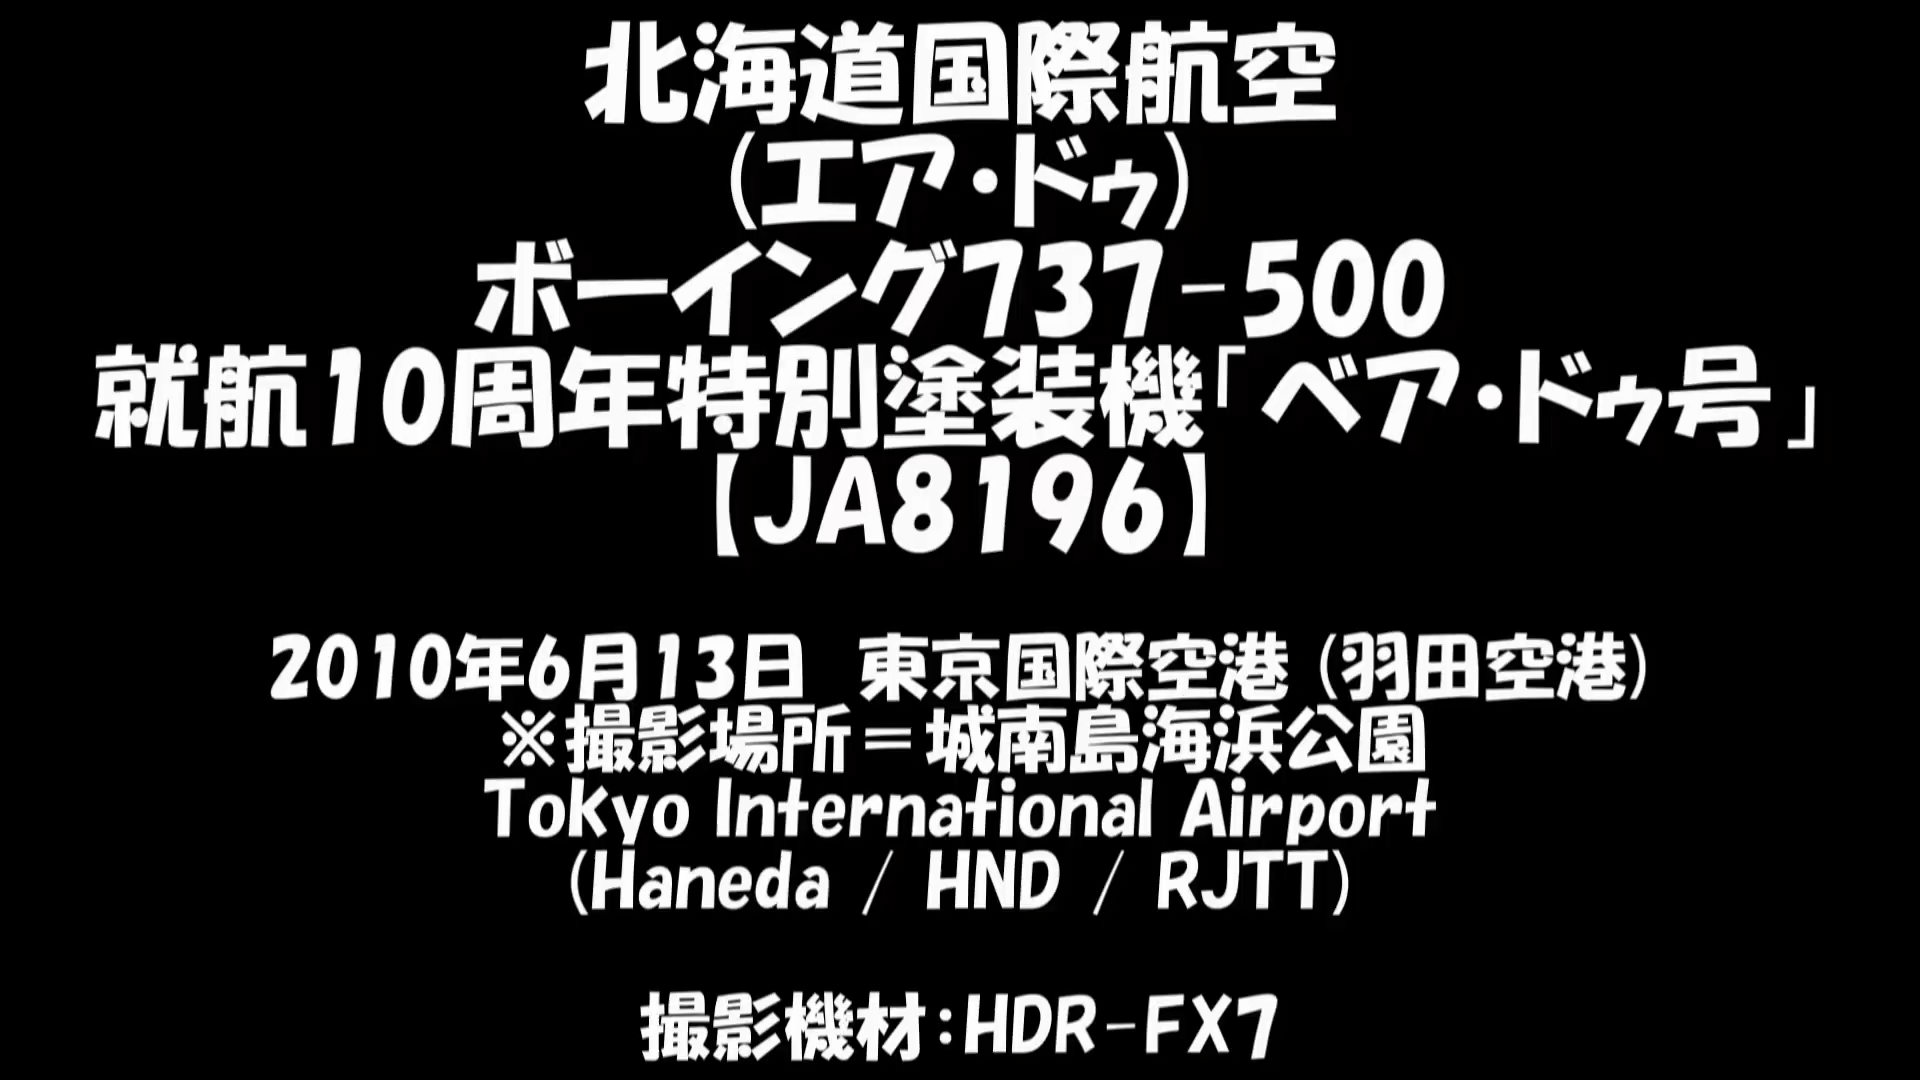 北海道国際航空
(エア・ドゥ)
ボーイング737-500
就航10周年特別塗装機「ベア・ドゥ号」
【JA8196】
2010年6月13日 東京国際空港 (羽田空港)
※撮影場所=城南島海浜公園
Tokyo International Airport
(Haneda / HND / RJTT)
撮影機材:HDR-FX7